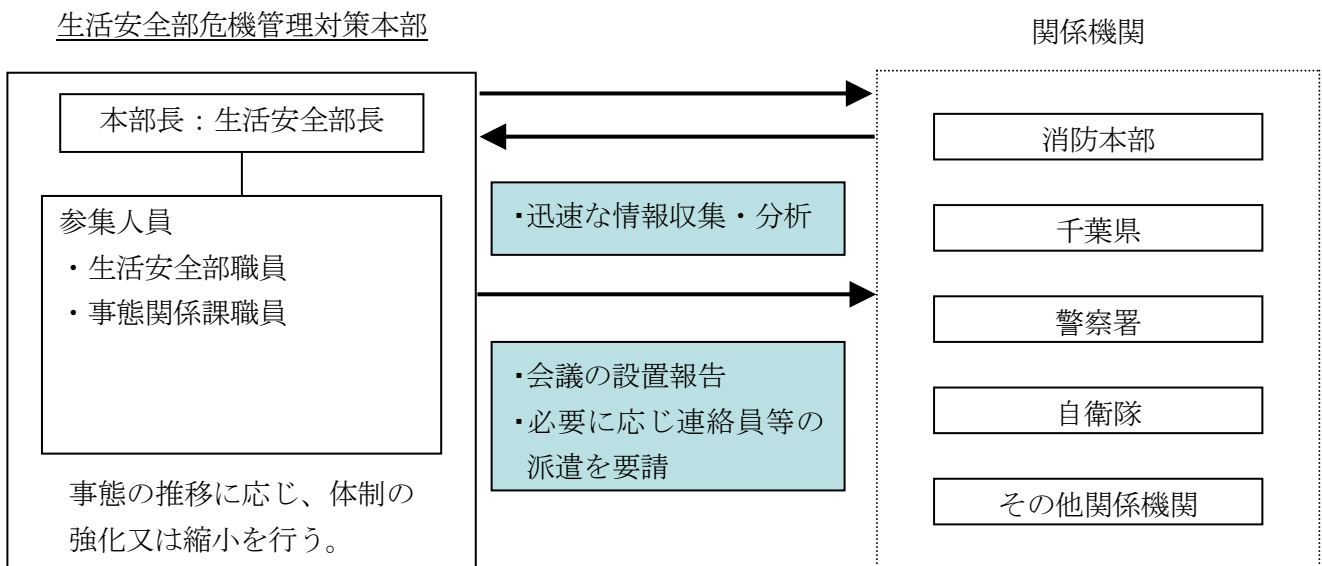 生活安全部危機管理対策本部
本部長：生活安全部長
参集人員
・生活安全部職員
・事態関係課職員
事態の推移に応じ、体制の
強化又は縮小を行う。
・迅速な情報収集・分析
・会議の設置報告
・必要に応じ連絡員等の
派遣を要請
関係機関
消防本部
千葉県
警察署
自衛隊
その他関係機関